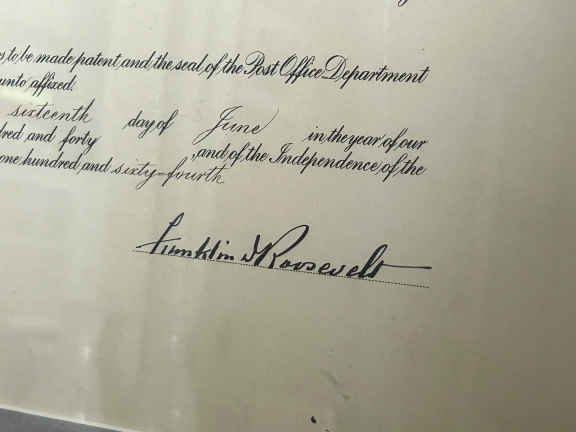 to be made patent, and the seal of the Post Office Department
unto affixed.
sixteenth day of June in the year of our
dred and forty , and of the Independence of the
one hundred and sixty-fourth
Franklin D Roosevelt